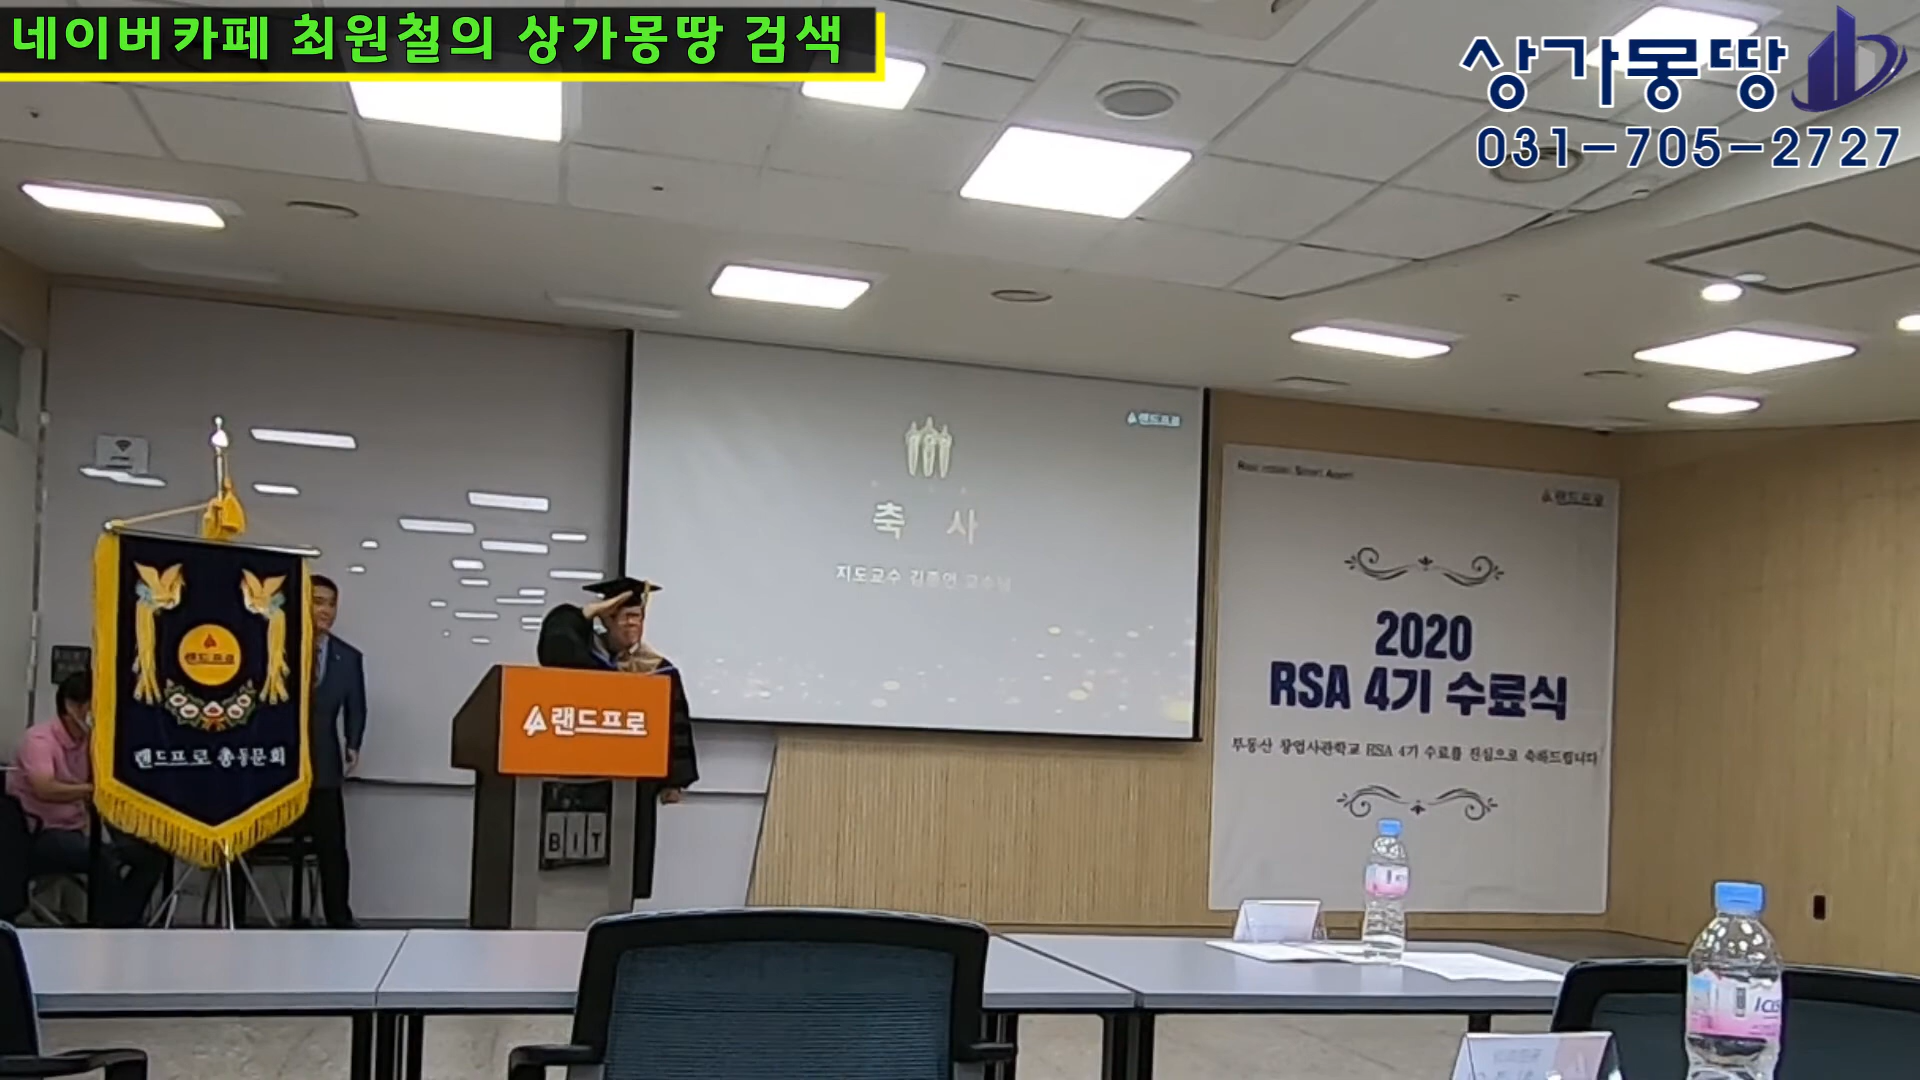 네이버카페 최원철의 상가몽땅 검색
상가몽땅
031-705-2727
랜드프로
축 사
지도교수 교수님
랜드프로
2020
RSA 4기 수료식
부동산 창업사관학교 RSA 4기 수료를 진심으로 축하드립니다
랜드프로
랜드프로 총동문회
랜드프로
BIT